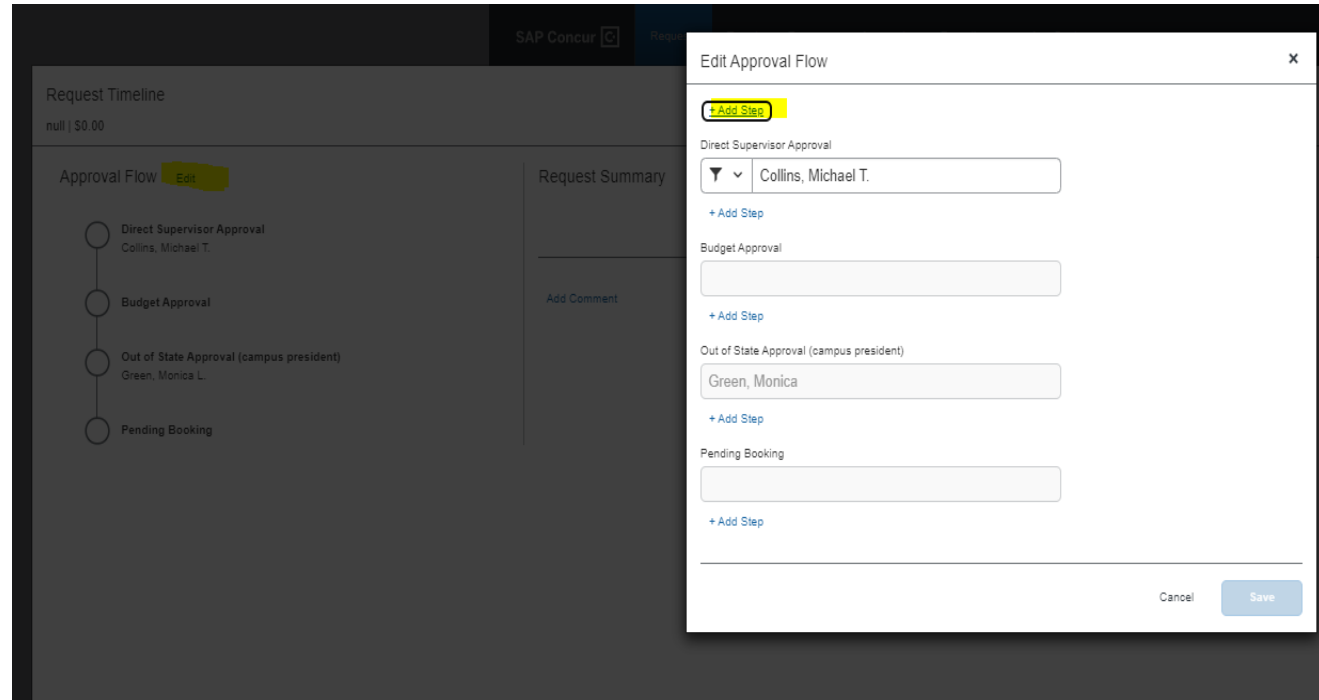 SAP Concur C
Request Timeline
null | $0.00
Approval Flow Edit
Direct Supervisor Approval
Collins, Michael T.
Budget Approval
Out of State Approval (campus president)
Green, Monica L.
Pending Booking
Request Summary
Add Comment
Edit Approval Flow
+ Add Step
Direct Supervisor Approval
Collins, Michael T.
+ Add Step
Budget Approval
+ Add Step
Out of State Approval (campus president)
Green, Monica
+ Add Step
Pending Booking
+ Add Step
Cancel Save